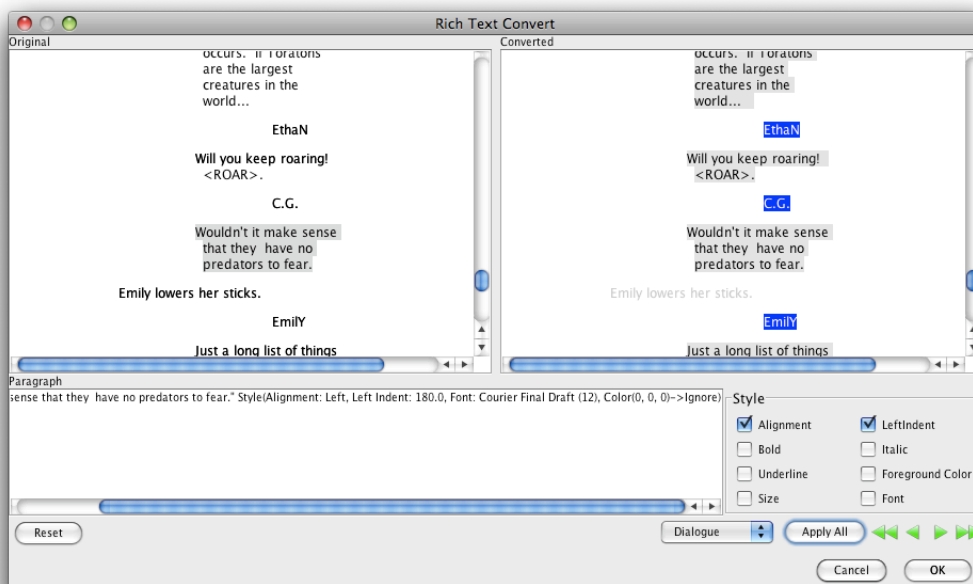 Rich Text Convert
Original
occurs.  If Toratons
are the largest
creatures in the
world...
EthaN
Will you keep roaring!
<ROAR>.
C.G.
Wouldn't it make sense
that they  have no
predators to fear.
Emily lowers her sticks.
EmilY
Just a long list of things
Converted
occurs.  If Toratons
are the largest
creatures in the
world...
EthaN
Will you keep roaring!
<ROAR>.
C.G.
Wouldn't it make sense
that they  have no
predators to fear.
Emily lowers her sticks.
EmilY
Just a long list of things
Paragraph
sense that they  have no predators to fear." Style(Alignment: Left, Left Indent: 180.0, Font: Courier Final Draft (12), Color(0, 0, 0)->Ignore)
Style
Alignment
LeftIndent
Bold
Italic
Underline
Foreground Color
Size
Font
Reset
Dialogue
Apply All
Cancel
OK